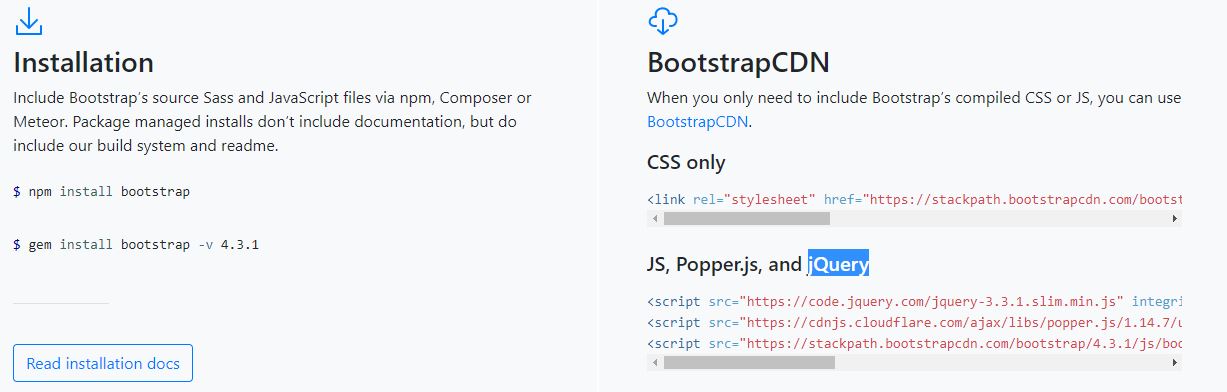 Installation
Include Bootstrap's source Sass and JavaScript files via npm, Composer or
Meteor. Package managed installs don't include documentation, but do
include our build system and readme.
$ npm install bootstrap
$ gem install bootstrap -v 4.3.1
Read installation docs
BootstrapCDN
When you only need to include Bootstrap's compiled CSS or JS, you can use
BootstrapCDN.
CSS only
<link rel="stylesheet" href="https://stackpath.bootstrapcdn.com/bootst
JS, Popper.js, and jQuery
<script src="https://code.jquery.com/jquery-3.3.1.slim.min.js" integri
<script src="https://cdnjs.cloudflare.com/ajax/libs/popper.js/1.14.7/u
<script src="https://stackpath.bootstrapcdn.com/bootstrap/4.3.1/js/boo